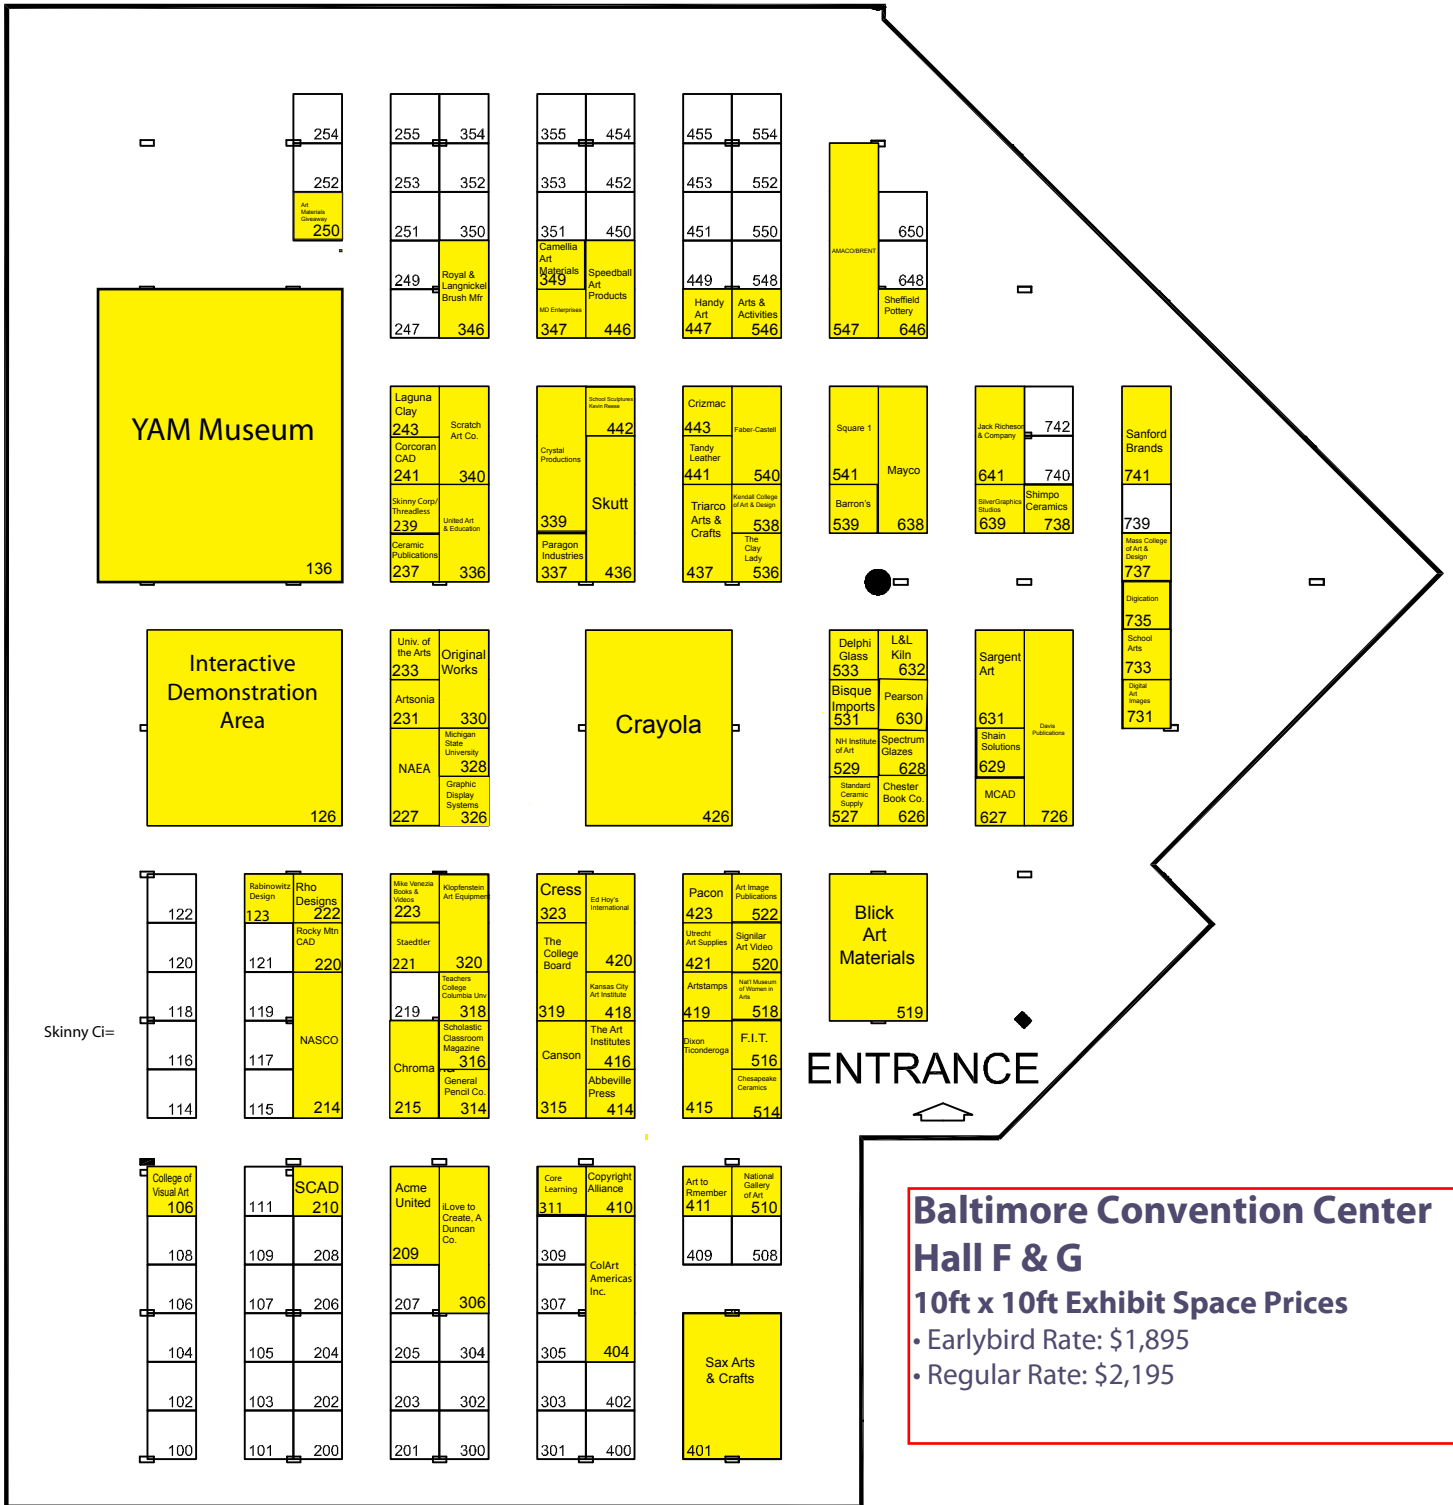 254
255 354
355 454
455 554
252
253 352
353 452
453 552
Art
Materials
Giveaway
250
251 350
351 450
451 550
650
249
Royal &
Langnickel
Brush Mfr
247 346
Camellia
Art
Materials
349
MD Enterprises
347
Speedball
Art
Products
446
449 548
Handy
Art
447
Arts &
Activities
546
AMACO/BRENT
547
648
Sheffield
Pottery
646
YAM Museum
136
Laguna
Clay
243
Scratch
Art Co.
340
Corcoran
CAD
241
Skinny Corp/
Threadless
239
United Art
& Education
336
Ceramic
Publications
237
Crystal
Productions
339
School Sculptures
Kevin Reese
442
Skutt
436
Paragon
Industries
337
Crizmac
443
Faber-Castell
540
Tandy
Leather
441
Triarco
Arts &
Crafts
437
Kendall College
of Art & Design
538
The
Clay
Lady
536
Square 1
541
Mayco
638
Barron's
539
Jack Richeson
& Company
641
742
740
SilverGraphics
Studios
639
Shimpo
Ceramics
738
Sanford
Brands
741
739
Mass College
of Art &
Design
737
Digication
735
School
Arts
733
Digital
Art
Images
731
Interactive
Demonstration
Area
126
Univ. of
the Arts
233
Original
Works
330
Artsonia
231
NAEA
227
Michigan
State
University
328
Graphic
Display
Systems
326
Crayola
426
Delphi
Glass
533
L&L
Kiln
632
Bisque
Imports
531
Pearson
630
NH Institute
of Art
529
Spectrum
Glazes
628
Standard
Ceramic
Supply
527
Chester
Book Co.
626
Sargent
Art
631
Shain
Solutions
629
MCAD
627
Davis
Publications
726
122
120
118
116
114
Skinny Ci=
Rabinowitz
Design
123
Rho
Designs
222
121
Rocky Mtn
CAD
220
119
117
115
NASCO
214
Mike Venezia
Books &
Videos
223
Klopfenstein
Art Equipment
320
Staedtler
221
219
Teachers
College
Columbia Unv
318
Chroma
215
Scholastic
Classroom
Magazine
316
General
Pencil Co.
314
Cress
323
Ed Hoy's
International
420
The
College
Board
319
Kansas City
Art Institute
418
Canson
315
The Art
Institutes
416
Abbeville
Press
414
Pacon
423
Art Image
Publications
522
Utrecht
Art Supplies
421
Signilar
Art Video
520
Artstamps
419
Nat'l Museum
of Women in
Arts
518
Dixon
Ticonderoga
415
F.I.T.
516
Chesapeake
Ceramics
514
Blick
Art
Materials
519
ENTRANCE
College of
Visual Art
106
108
106
104
102
100
111
SCAD
210
109 208
107 206
105 204
103 202
101 200
Acme
United
209
iLove to
Create, A
Duncan
Co.
306
207
205 304
203 302
201 300
Core
Learning
311
Copyright
Alliance
410
309
307
305
ColArt
Americas
Inc.
404
303 402
301 400
Art to
Rmember
411
National
Gallery
of Art
510
409 508
Sax Arts
& Crafts
401
Baltimore Convention Center
Hall F & G
10ft x 10ft Exhibit Space Prices
• Earlybird Rate: $1,895
• Regular Rate: $2,195